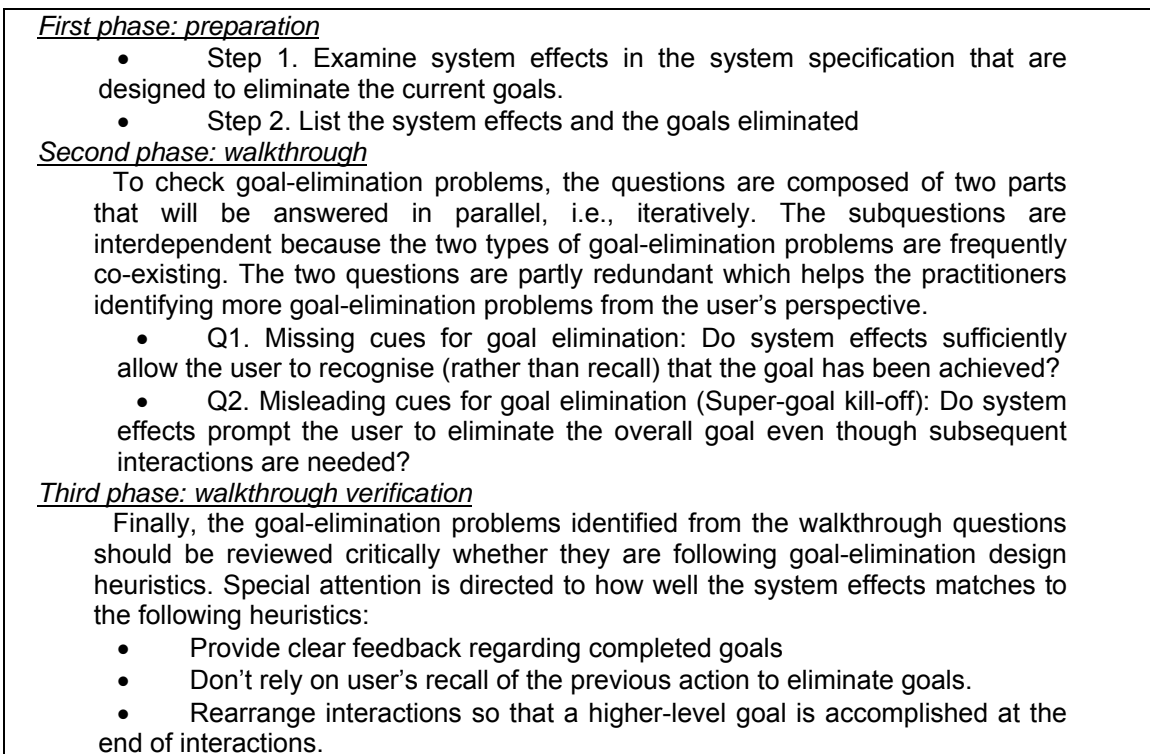 First phase: preparation
• Step 1. Examine system effects in the system specification that are
designed to eliminate the current goals.
• Step 2. List the system effects and the goals eliminated
Second phase: walkthrough
To check goal-elimination problems, the questions are composed of two parts
that will be answered in parallel, i.e., iteratively. The subquestions are
interdependent because the two types of goal-elimination problems are frequently
co-existing. The two questions are partly redundant which helps the practitioners
identifying more goal-elimination problems from the user's perspective.
• Q1. Missing cues for goal elimination: Do system effects sufficiently
allow the user to recognise (rather than recall) that the goal has been achieved?
• Q2. Misleading cues for goal elimination (Super-goal kill-off): Do system
effects prompt the user to eliminate the overall goal even though subsequent
interactions are needed?
Third phase: walkthrough verification
Finally, the goal-elimination problems identified from the walkthrough questions
should be reviewed critically whether they are following goal-elimination design
heuristics. Special attention is directed to how well the system effects matches to
the following heuristics:
• Provide clear feedback regarding completed goals
• Don't rely on user's recall of the previous action to eliminate goals.
• Rearrange interactions so that a higher-level goal is accomplished at the
end of interactions.